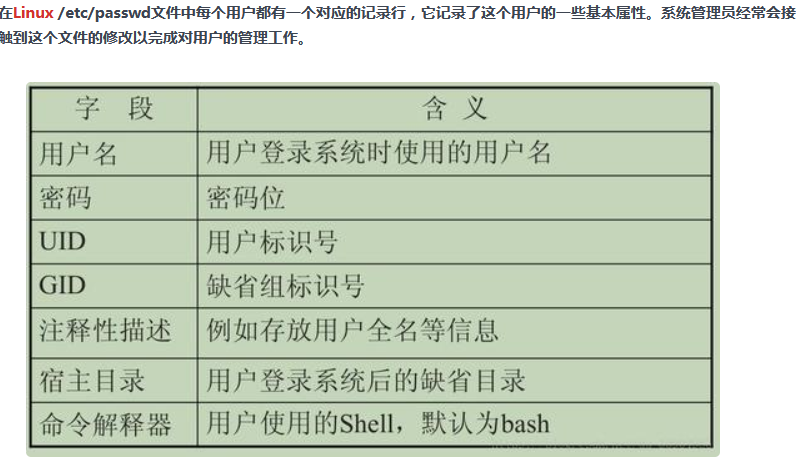 在Linux /etc/passwd文件中每个用户都有一个对应的记录行，它记录了这个用户的一些基本属性。系统管理员经常会接
触到这个文件的修改以完成对用户的管理工作。
字 段 含 义
用户名 用户登录系统时使用的用户名
密码 密码位
UID 用户标识号
GID 缺省组标识号
注释性描述 例如存放用户全名等信息
宿主目录 用户登录系统后的缺省目录
命令解释器 用户使用的Shell，默认为bash